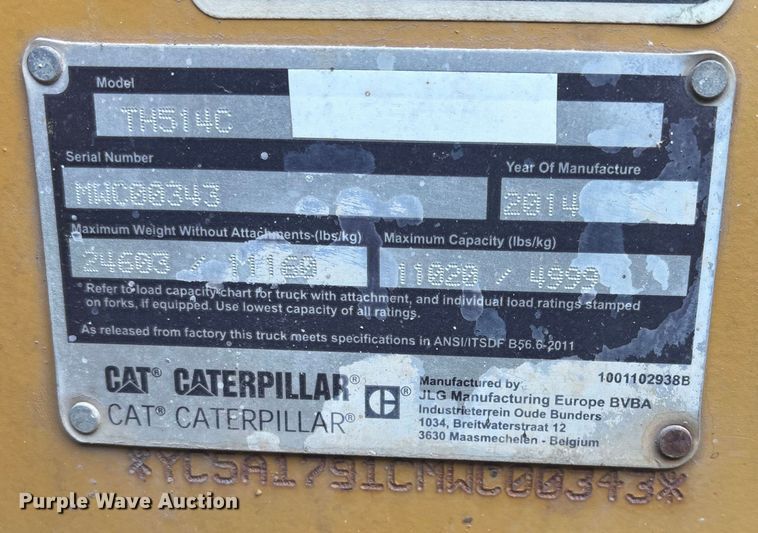 Model
TH514C
Serial Number
Year Of Manufacture
MWC00343
2014
Maximum Weight Without Attachments (lbs/kg)
Maximum Capacity (lbs/kg)
24603 / 11160
11020 / 4999
* Refer to load capacity chart for truck with attachment, and individual load ratings stamped
on forks, if equipped. Use lowest capacity of all ratings.
As released from factory this truck meets specifications in ANSI/ITSDF B56.6-2011
CAT® CATERPILLAR®
CAT® CATERPILLAR®
Manufactured by
1001102938B
JLG Manufacturing Europe BVBA
Industrieterrein Oude Bunders
1034, Breitwaterstraat 12
3630 Maasmechelen - Belgium
*YC5A1791CMWC00343*
Purple Wave Auction